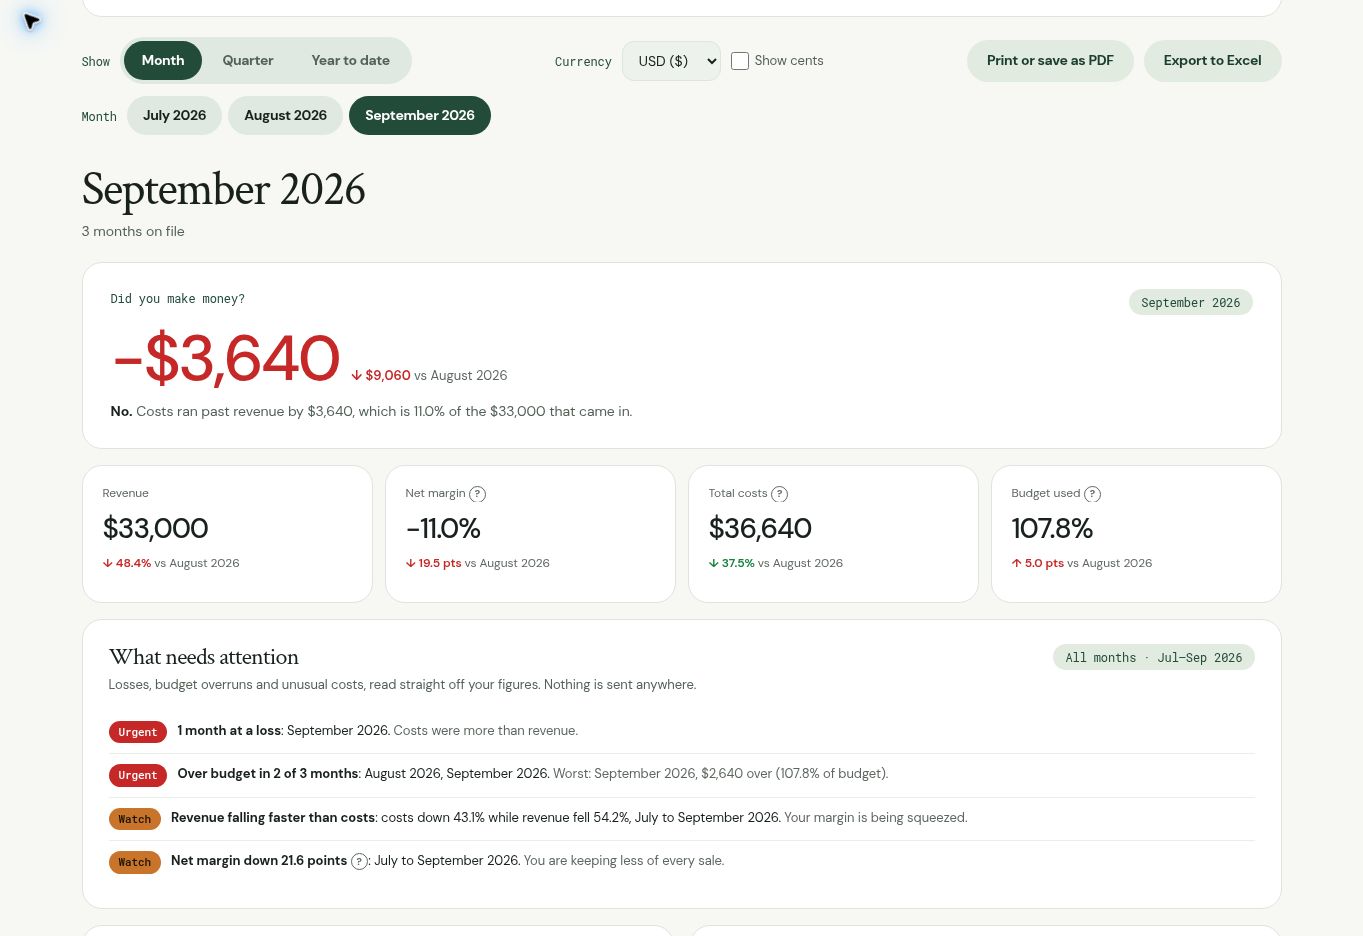 Show Month Quarter Year to date Currency USD ($) Show cents Print or save as PDF Export to Excel
Month July 2026 August 2026 September 2026
September 2026
3 months on file
Did you make money? September 2026
−$3,640 ↓ $9,060 vs August 2026
No. Costs ran past revenue by $3,640, which is 11.0% of the $33,000 that came in.
Revenue
$33,000
↓ 48.4% vs August 2026
Net margin ?
−11.0%
↓ 19.5 pts vs August 2026
Total costs ?
$36,640
↓ 37.5% vs August 2026
Budget used ?
107.8%
↑ 5.0 pts vs August 2026
What needs attention All months · Jul–Sep 2026
Losses, budget overruns and unusual costs, read straight off your figures. Nothing is sent anywhere.
Urgent 1 month at a loss: September 2026. Costs were more than revenue.
Urgent Over budget in 2 of 3 months: August 2026, September 2026. Worst: September 2026, $2,640 over (107.8% of budget).
Watch Revenue falling faster than costs: costs down 43.1% while revenue fell 54.2%, July to September 2026. Your margin is being squeezed.
Watch Net margin down 21.6 points ?: July to September 2026. You are keeping less of every sale.